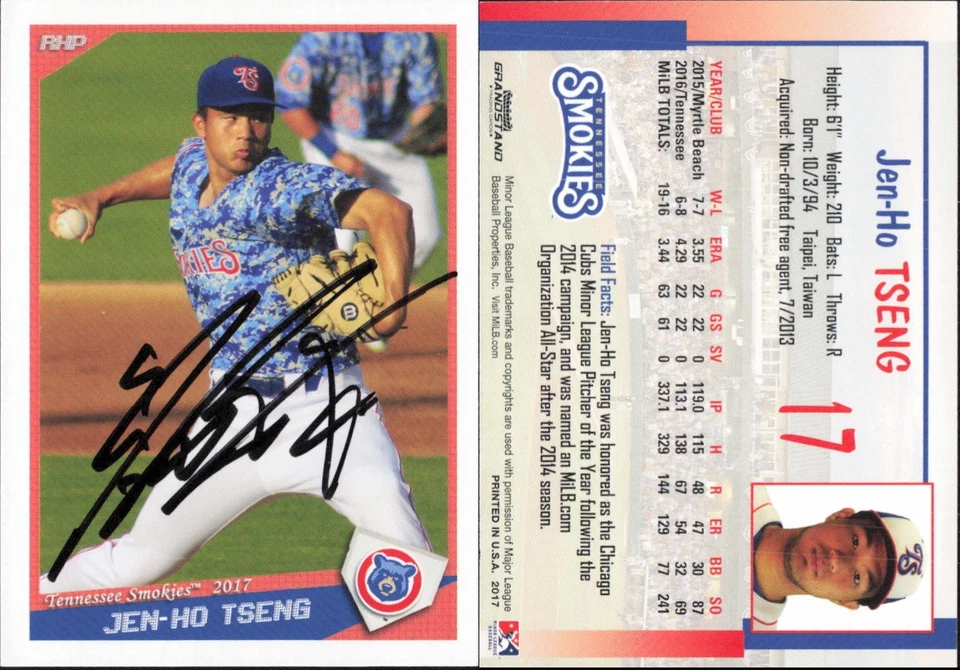 RHP
TS
KIES
Tennessee Smokies™ 2017
JEN-HO TSENG
Jen-Ho TSENG
17
Height: 6'1" Weight: 210 Bats: L Throws: R
Born: 10/3/94 Taipei, Taiwan
Acquired: Non-drafted free agent, 7/2013
TS
YEAR/CLUB W-L ERA G GS SV IP H R ER BB SO
2015/Myrtle Beach 7-7 3.55 22 22 0 119.0 115 48 47 30 87
2016/Tennessee 6-8 4.29 22 22 0 113.1 138 67 54 32 69
MiLB TOTALS: 19-16 3.44 63 61 0 337.1 329 144 129 77 241
TENNESSEE
SMOKIES
Field Facts: Jen-Ho Tseng was honored as the Chicago
Cubs Minor League Pitcher of the Year following the
2014 campaign, and was named an MiLB.com
Organization All-Star after the 2014 season.
GRANDSTAND
Minor League Baseball trademarks and copyrights are used with permission of Major League
Baseball Properties, Inc. Visit MiLB.com
PRINTED IN U.S.A. 2017
MINOR LEAGUE
BASEBALL